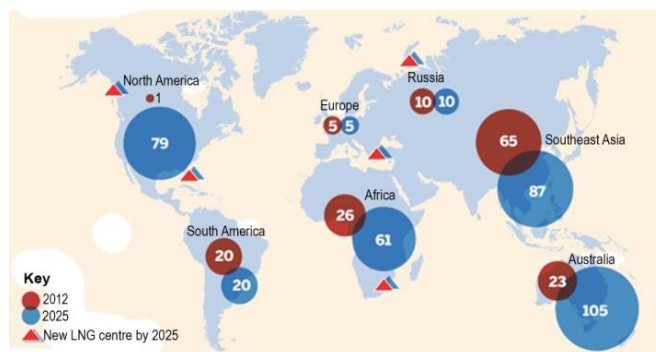 North America
1
79
Europe
5
5
Russia
10
10
65
Southeast Asia
87
Africa
26
61
South America
20
20
Australia
23
105
Key
2012
2025
New LNG centre by 2025